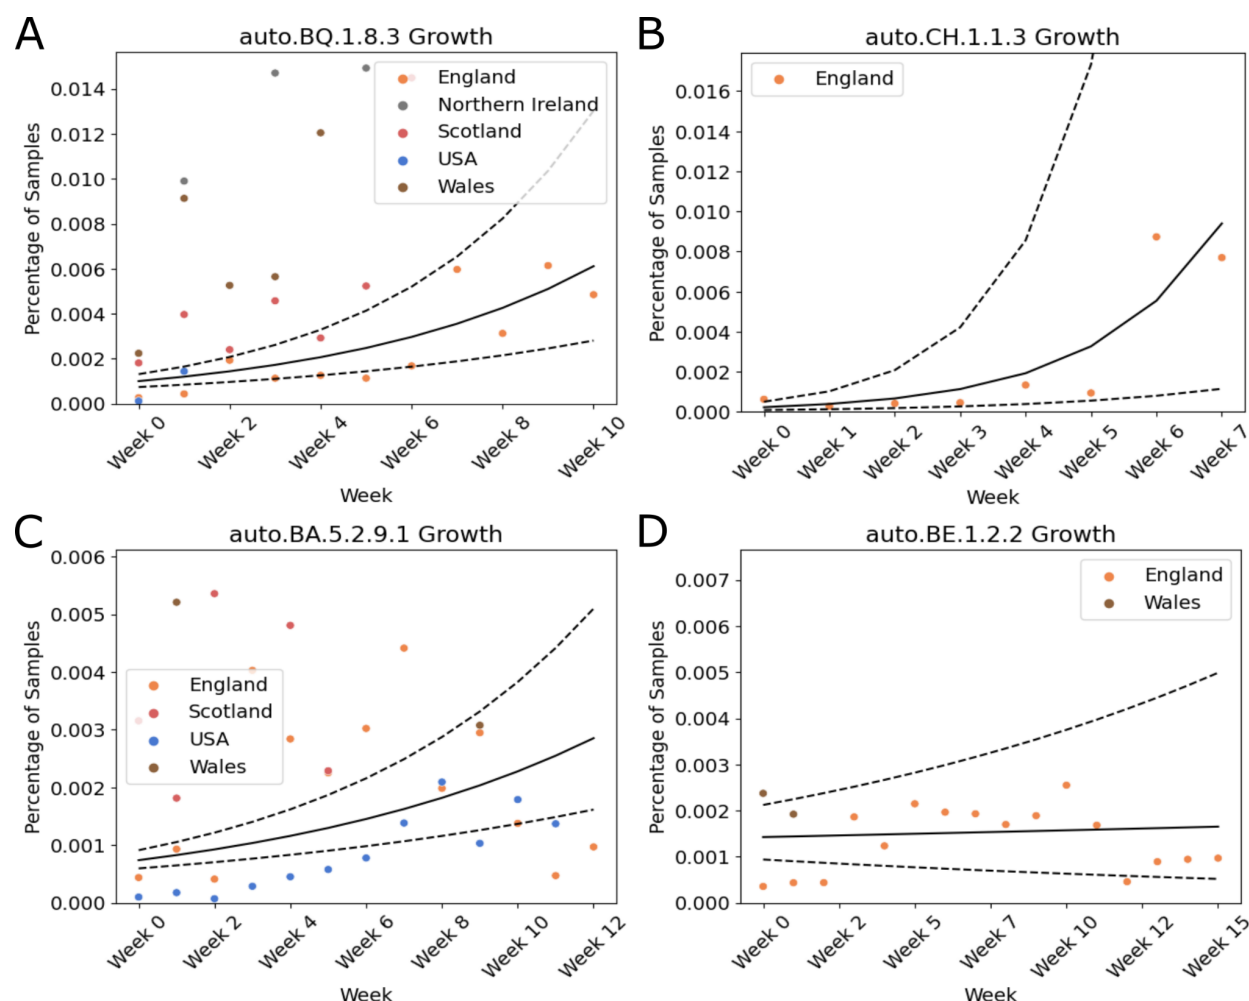 A
auto.BQ.1.8.3 Growth
Percentage of Samples
0.014
0.012
0.010
0.008
0.006
0.004
0.002
0.000
England
Northern Ireland
Scotland
USA
Wales
Week 0
Week 2
Week 4
Week 6
Week 8
Week 10
Week
B
auto.CH.1.1.3 Growth
Percentage of Samples
0.016
0.014
0.012
0.010
0.008
0.006
0.004
0.002
0.000
England
Week 0
Week 1
Week 2
Week 3
Week 4
Week 5
Week 6
Week 7
Week
C
auto.BA.5.2.9.1 Growth
Percentage of Samples
0.006
0.005
0.004
0.003
0.002
0.001
0.000
England
Scotland
USA
Wales
Week 0
Week 2
Week 4
Week 6
Week 8
Week 10
Week 12
Week
D
auto.BE.1.2.2 Growth
Percentage of Samples
0.007
0.006
0.005
0.004
0.003
0.002
0.001
0.000
England
Wales
Week 0
Week 2
Week 5
Week 7
Week 10
Week 12
Week 15
Week